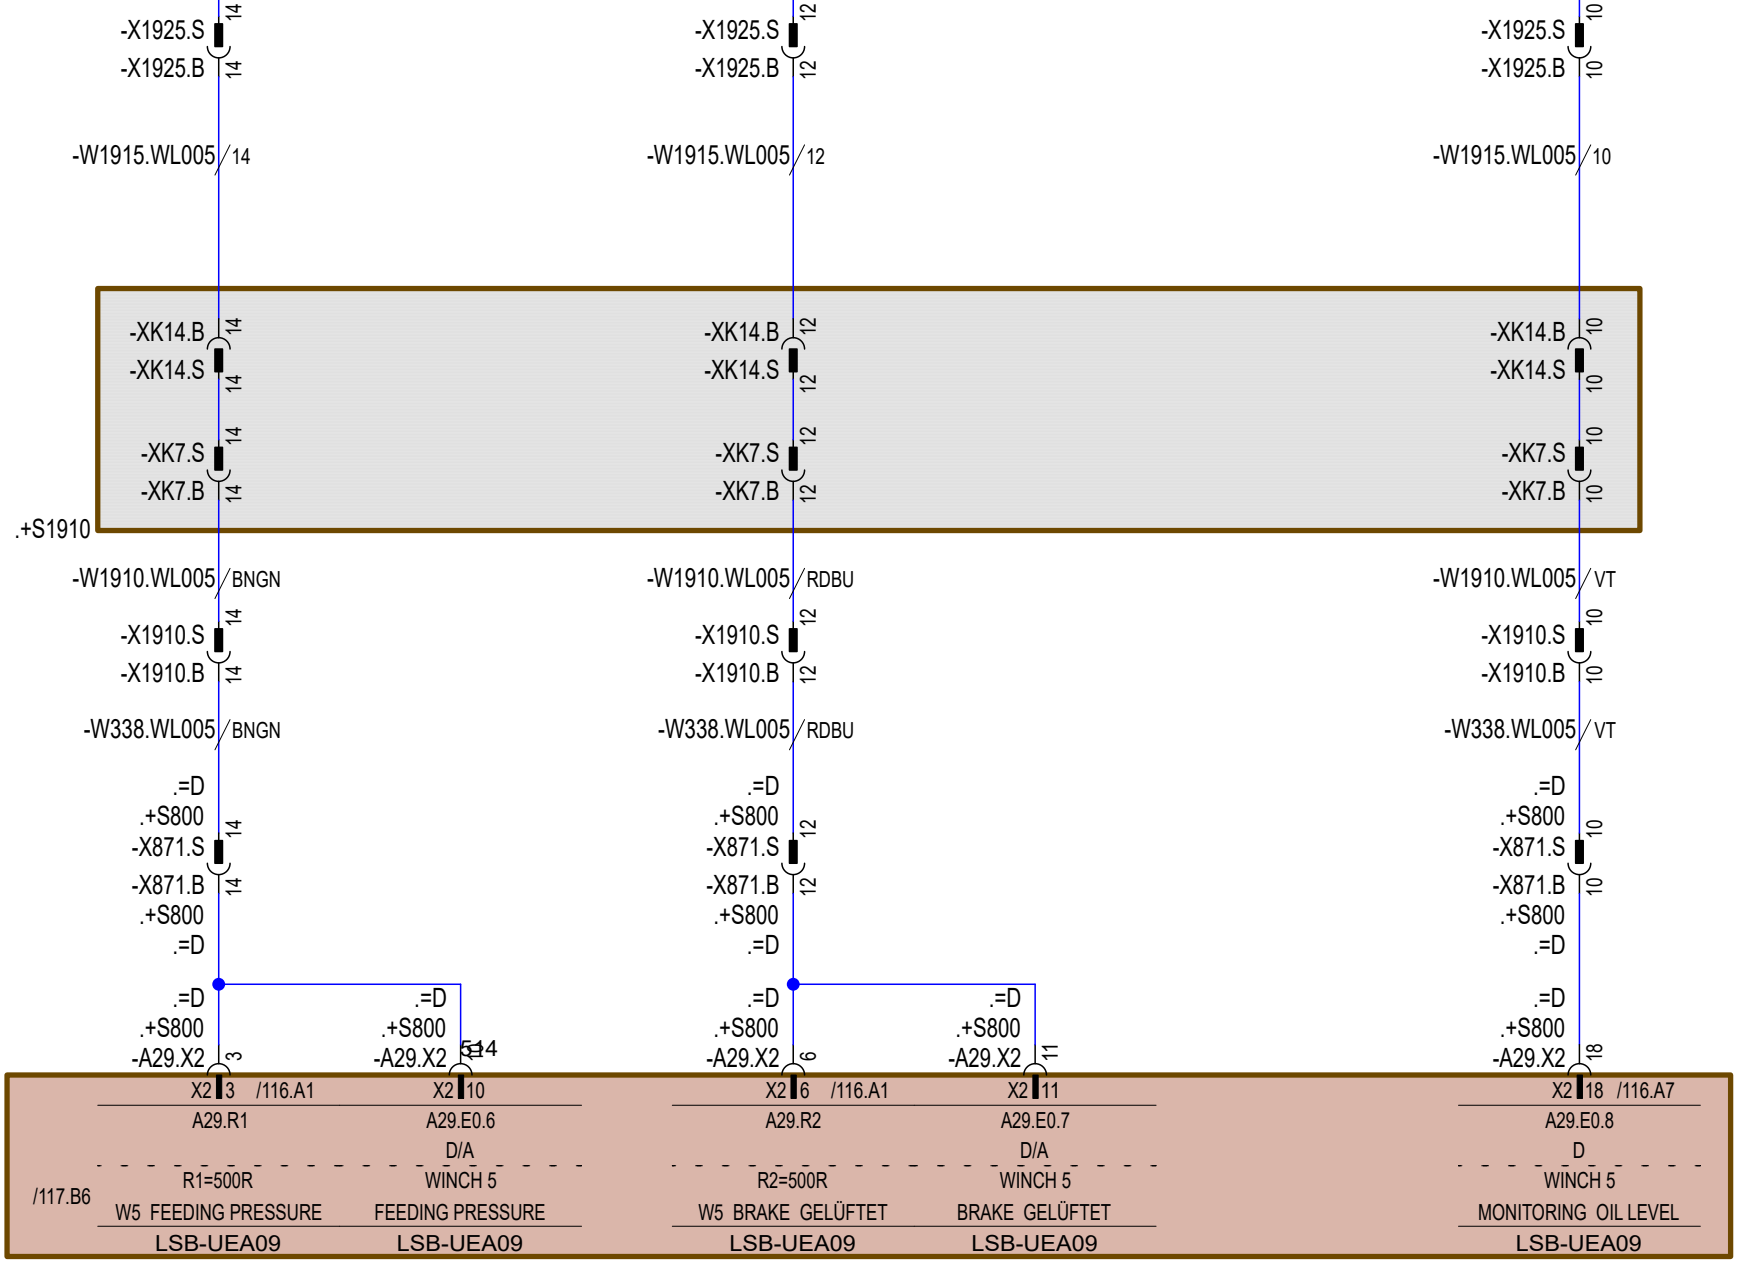 14 12 10
-X1925.S -X1925.S -X1925.S
-X1925.B 14 -X1925.B 12 -X1925.B 10
-W1915.WL005 14 -W1915.WL005 12 -W1915.WL005 10
-XK14.B 14 -XK14.B 12 -XK14.B 10
-XK14.S 14 -XK14.S 12 -XK14.S 10
-XK7.S 14 -XK7.S 12 -XK7.S 10
-XK7.B 14 -XK7.B 12 -XK7.B 10
.+S1910
-W1910.WL005 BNGN -W1910.WL005 RDBU -W1910.WL005 VT
-X1910.S 14 -X1910.S 12 -X1910.S 10
-X1910.B 14 -X1910.B 12 -X1910.B 10
-W338.WL005 BNGN -W338.WL005 RDBU -W338.WL005 VT
.=D .=D .=D
.+S800 .+S800 .+S800
-X871.S 14 -X871.S 12 -X871.S 10
-X871.B 14 -X871.B 12 -X871.B 10
.+S800 .+S800 .+S800
.=D .=D .=D
.=D .=D .=D .=D .=D
.+S800 .+S800 .+S800 .+S800 .+S800
-A29.X2 3 -A29.X2 514 -A29.X2 6 -A29.X2 11 -A29.X2 18
X2 3 /116.A1 X2 10 X2 6 /116.A1 X2 11 X2 18 /116.A7
A29.R1 A29.E0.6 A29.R2 A29.E0.7 A29.E0.8
D/A D/A D
/117.B6 R1=500R WINCH 5 R2=500R WINCH 5 WINCH 5
W5 FEEDING PRESSURE FEEDING PRESSURE W5 BRAKE GELÜFTET BRAKE GELÜFTET MONITORING OIL LEVEL
LSB-UEA09 LSB-UEA09 LSB-UEA09 LSB-UEA09 LSB-UEA09